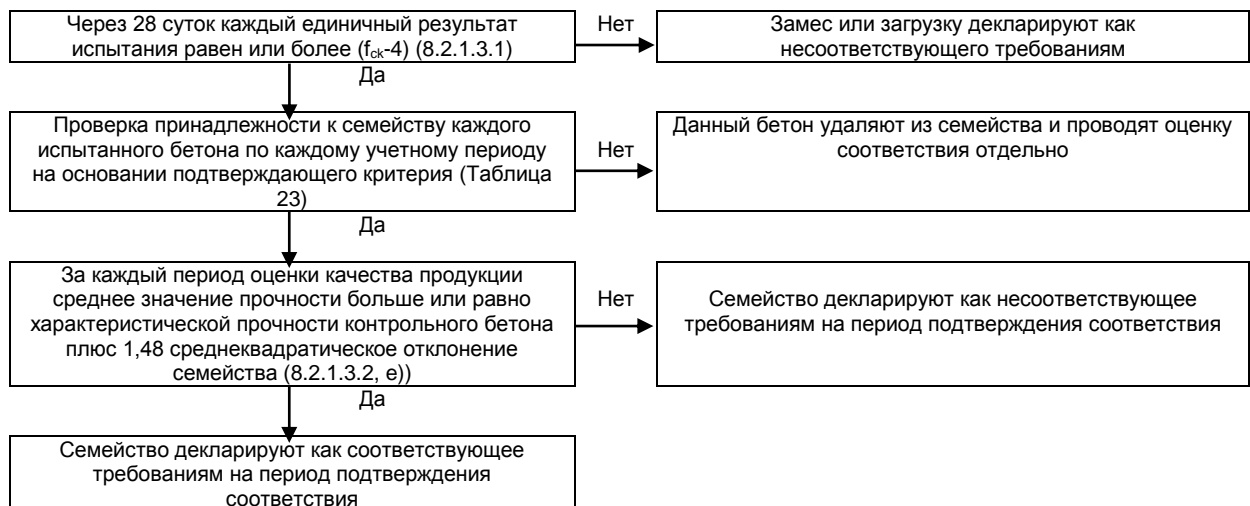 Через 28 суток каждый единичный результат
испытания равен или более (fck-4) (8.2.1.3.1)
Нет
Замес или загрузку декларируют как
несоответствующего требованиям
Да
Проверка принадлежности к семейству каждого
испытанного бетона по каждому учетному периоду
на основании подтверждающего критерия (Таблица
23)
Нет
Данный бетон удаляют из семейства и проводят оценку
соответствия отдельно
Да
За каждый период оценки качества продукции
среднее значение прочности больше или равно
характеристической прочности контрольного бетона
плюс 1,48 среднеквадратическое отклонение
семейства (8.2.1.3.2, е))
Нет
Семейство декларируют как несоответствующее
требованиям на период подтверждения соответствия
Да
Семейство декларируют как соответствующее
требованиям на период подтверждения
соответствия